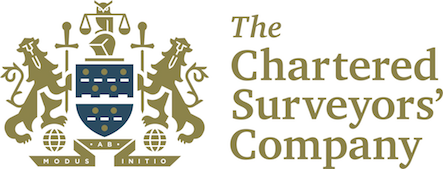 The
Chartered
Surveyors'
Company
MODUS AB INITIO